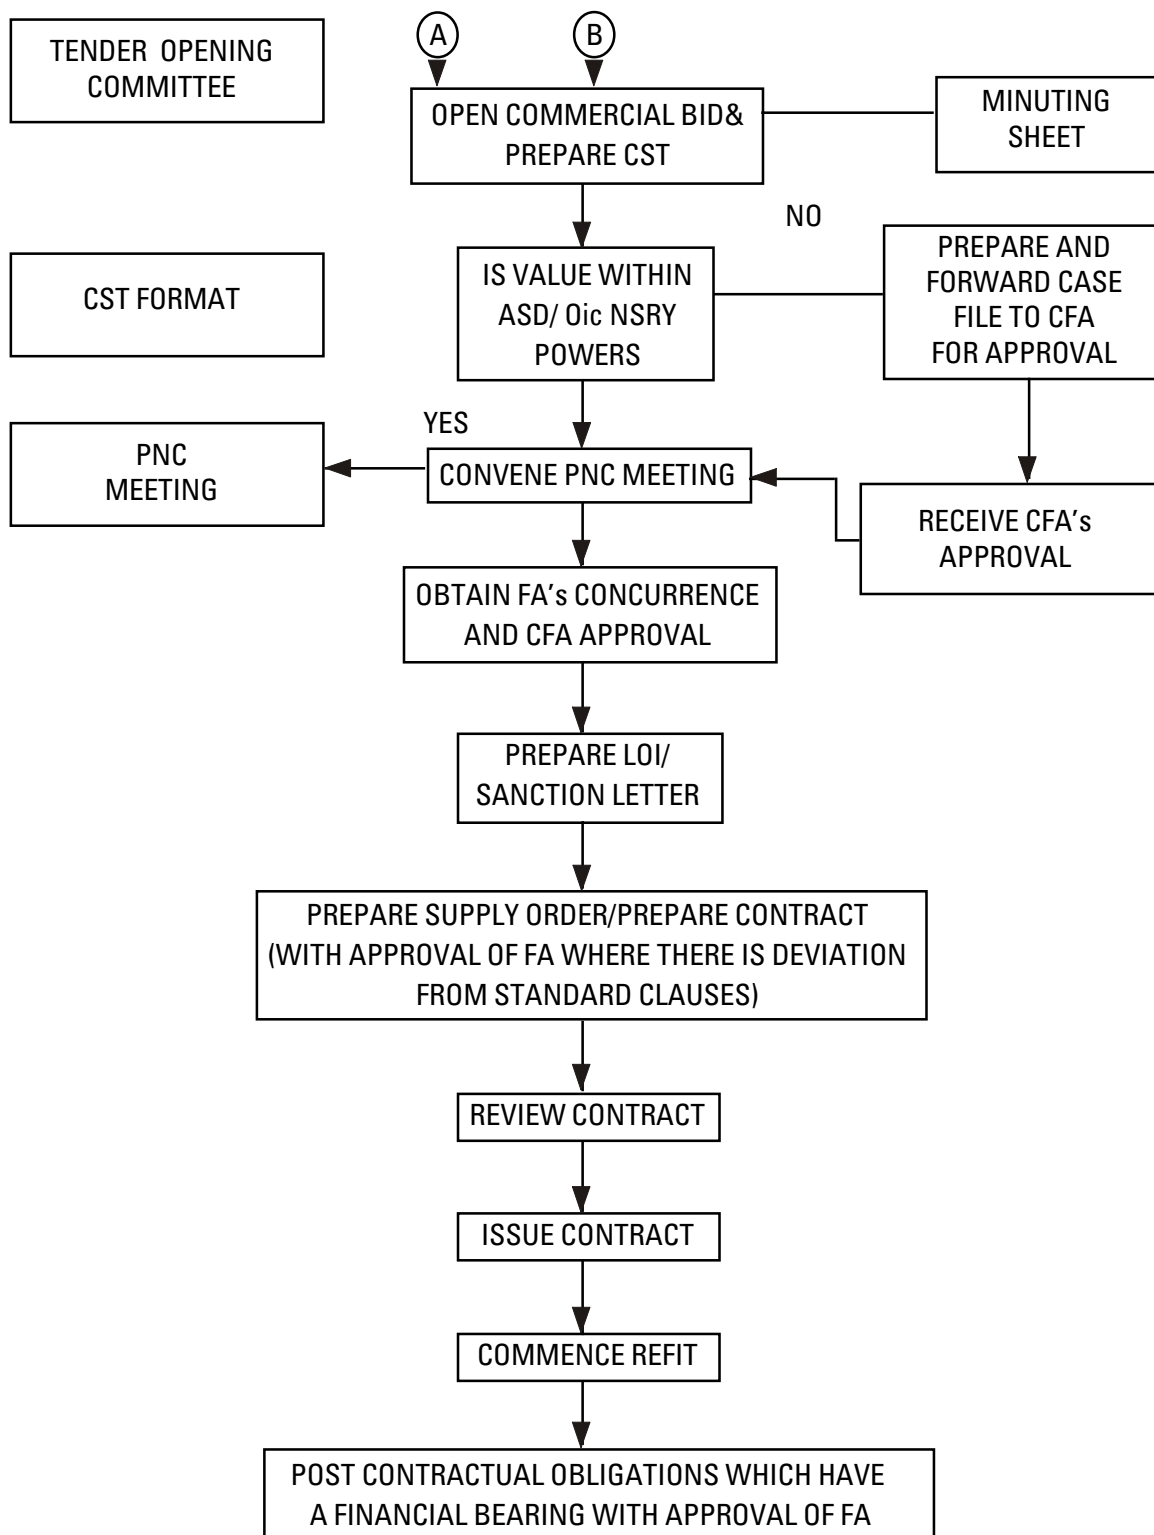 A
B
TENDER OPENING
COMMITTEE
OPEN COMMERCIAL BID&
PREPARE CST
MINUTING
SHEET
NO
CST FORMAT
IS VALUE WITHIN
ASD/ Oic NSRY
POWERS
PREPARE AND
FORWARD CASE
FILE TO CFA
FOR APPROVAL
YES
PNC
MEETING
CONVENE PNC MEETING
RECEIVE CFA's
APPROVAL
OBTAIN FA's CONCURRENCE
AND CFA APPROVAL
PREPARE LOI/
SANCTION LETTER
PREPARE SUPPLY ORDER/PREPARE CONTRACT
(WITH APPROVAL OF FA WHERE THERE IS DEVIATION
FROM STANDARD CLAUSES)
REVIEW CONTRACT
ISSUE CONTRACT
COMMENCE REFIT
POST CONTRACTUAL OBLIGATIONS WHICH HAVE
A FINANCIAL BEARING WITH APPROVAL OF FA